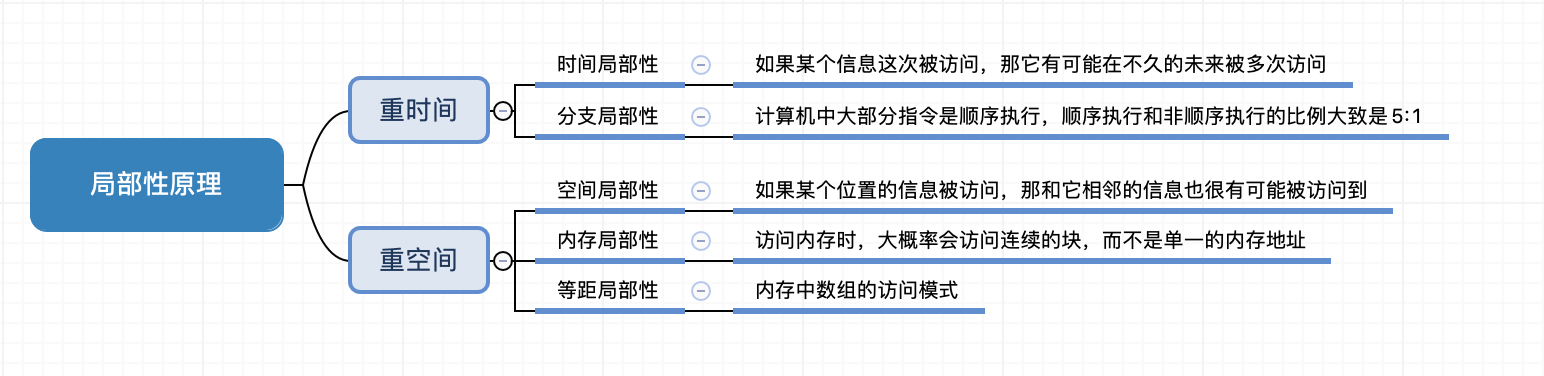 局部性原理
重时间
时间局部性
如果某个信息这次被访问，那它有可能在不久的未来被多次访问
分支局部性
计算机中大部分指令是顺序执行，顺序执行和非顺序执行的比例大致是 5:1
重空间
空间局部性
如果某个位置的信息被访问，那和它相邻的信息也很有可能被访问到
内存局部性
访问内存时，大概率会访问连续的块，而不是单一的内存地址
等距局部性
内存中数组的访问模式